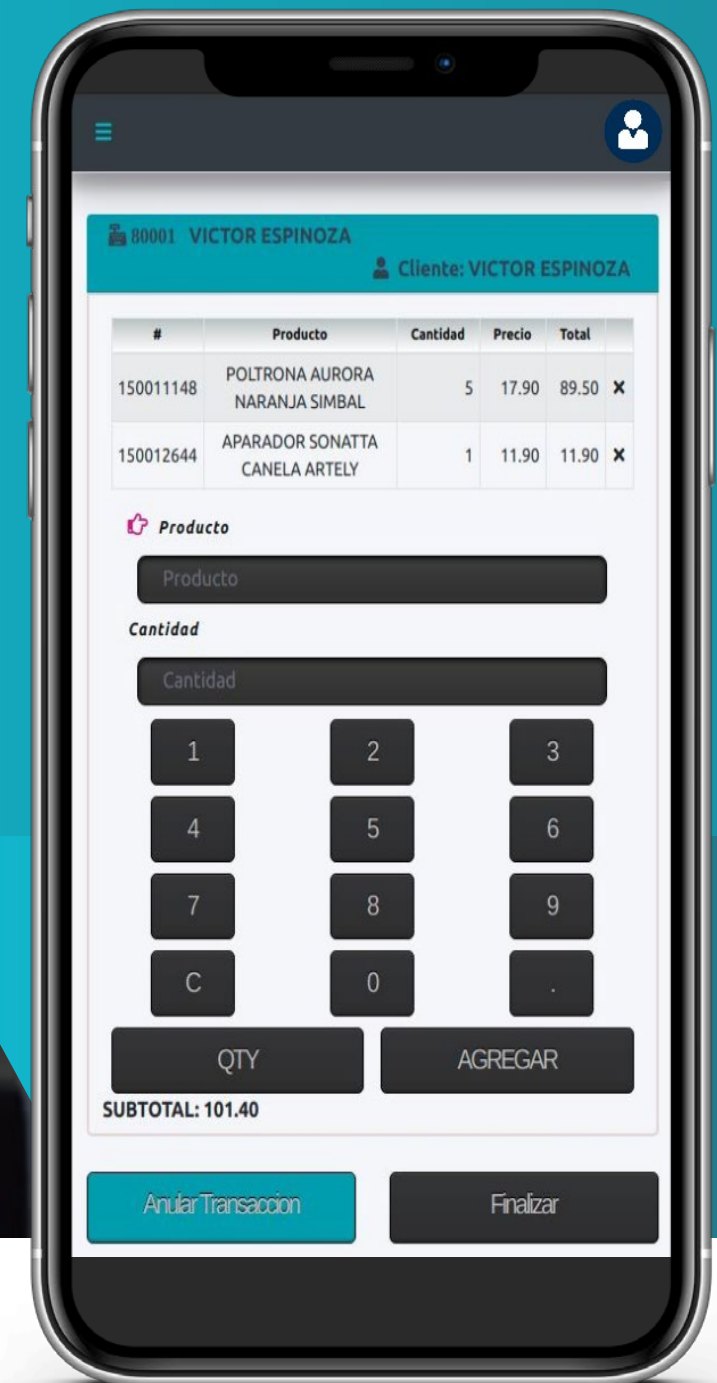 80001 VICTOR ESPINOZA
Cliente: VICTOR ESPINOZA
# Producto Cantidad Precio Total
150011148 POLTRONA AURORA NARANJA SIMBAL 5 17.90 89.50 ×
150012644 APARADOR SONATTA CANELA ARTELY 1 11.90 11.90 ×
Producto
Producto
Cantidad
Cantidad
1 2 3
4 5 6
7 8 9
C 0 .
QTY AGREGAR
SUBTOTAL: 101.40
Anular Transaccion Finalizar